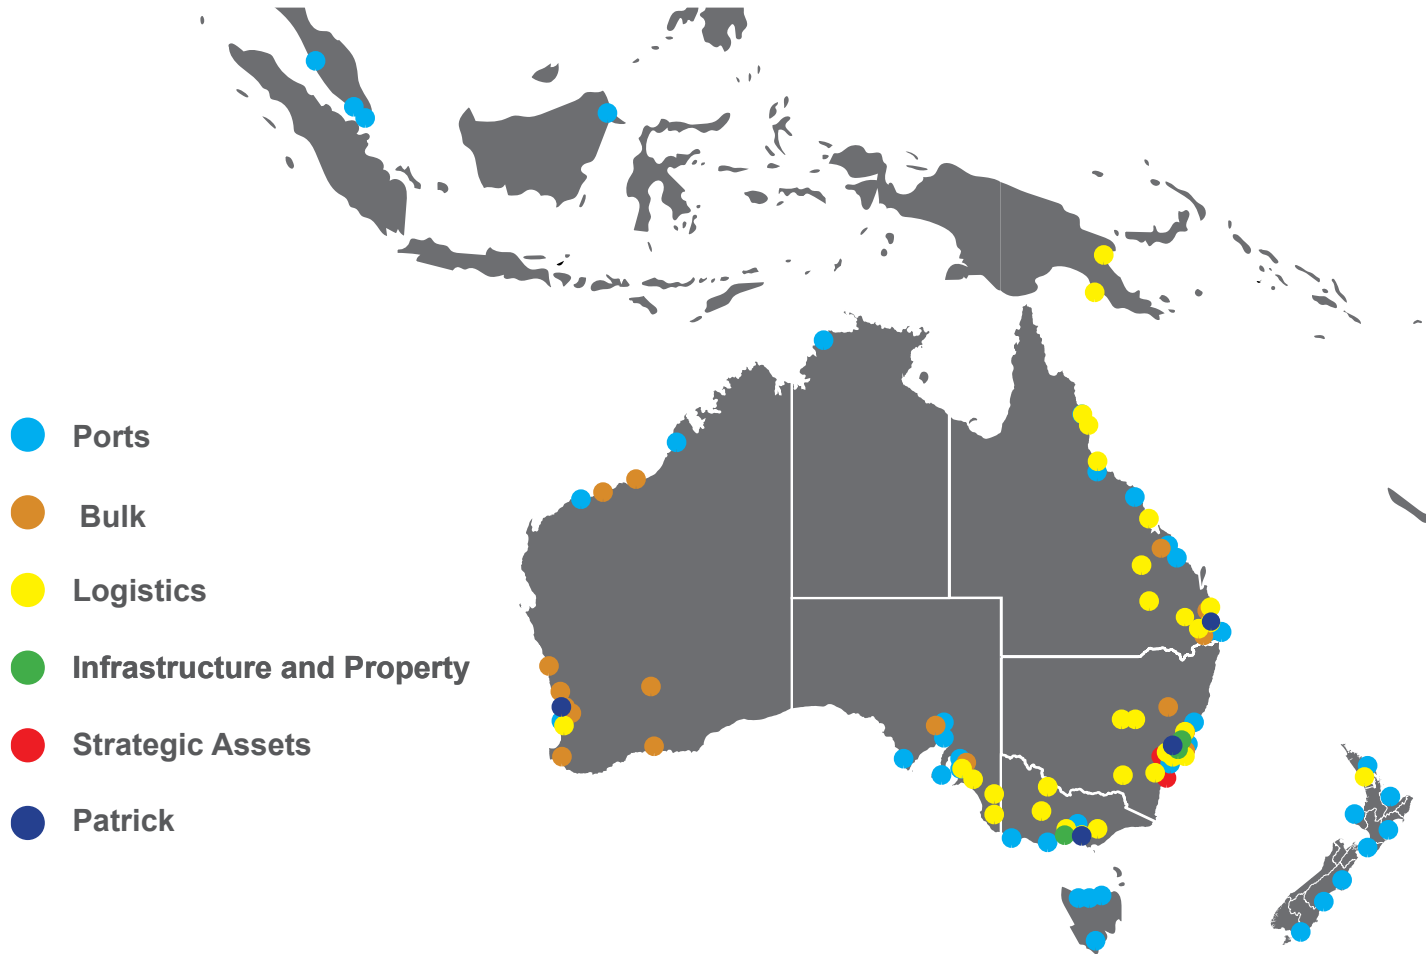 Ports
Bulk
Logistics
Infrastructure and Property
Strategic Assets
Patrick